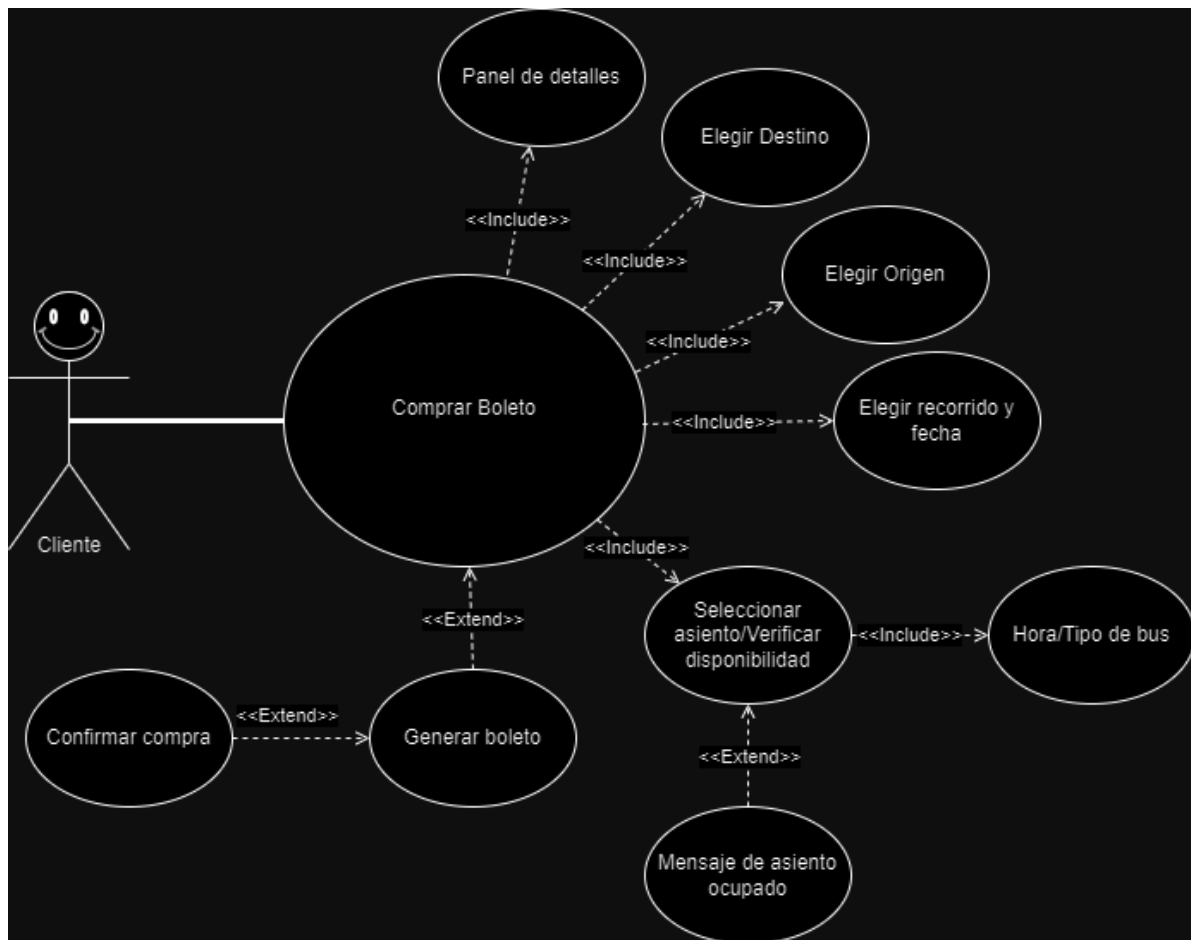 Panel de detalles
Elegir Destino
<<Include>>
<<Include>>
Elegir Origen
<<Include>>
Comprar Boleto
Elegir recorrido y
fecha
<<Include>>
Cliente
<<Include>>
<<Extend>>
Seleccionar
asiento/Verificar
disponibilidad
<<Include>>
Hora/Tipo de bus
Confirmar compra
<<Extend>>
Generar boleto
<<Extend>>
Mensaje de asiento
ocupado